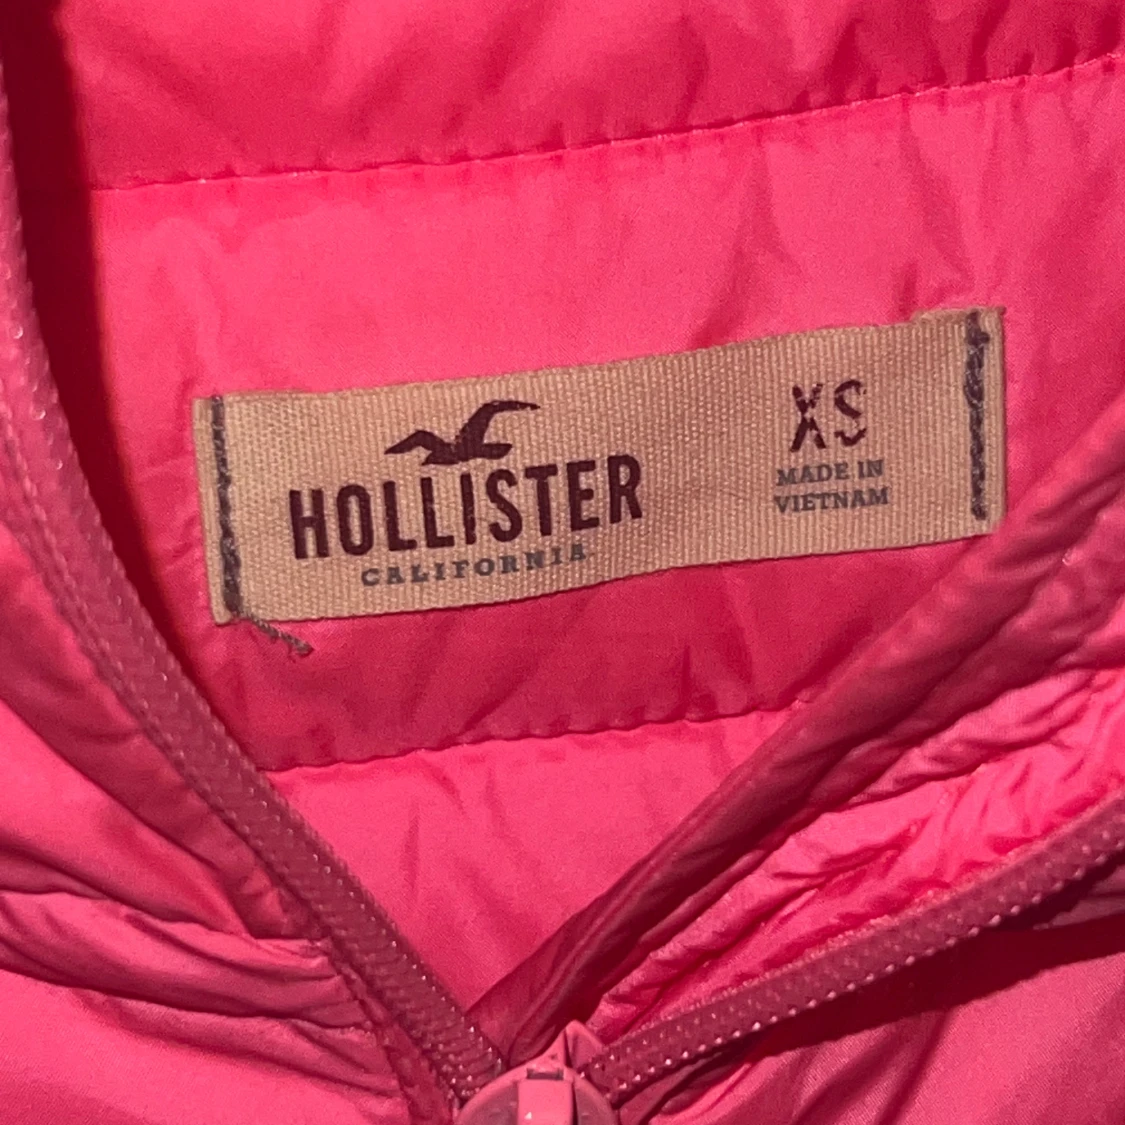 HOLLISTER
CALIFORNIA
XS
MADE IN
VIETNAM